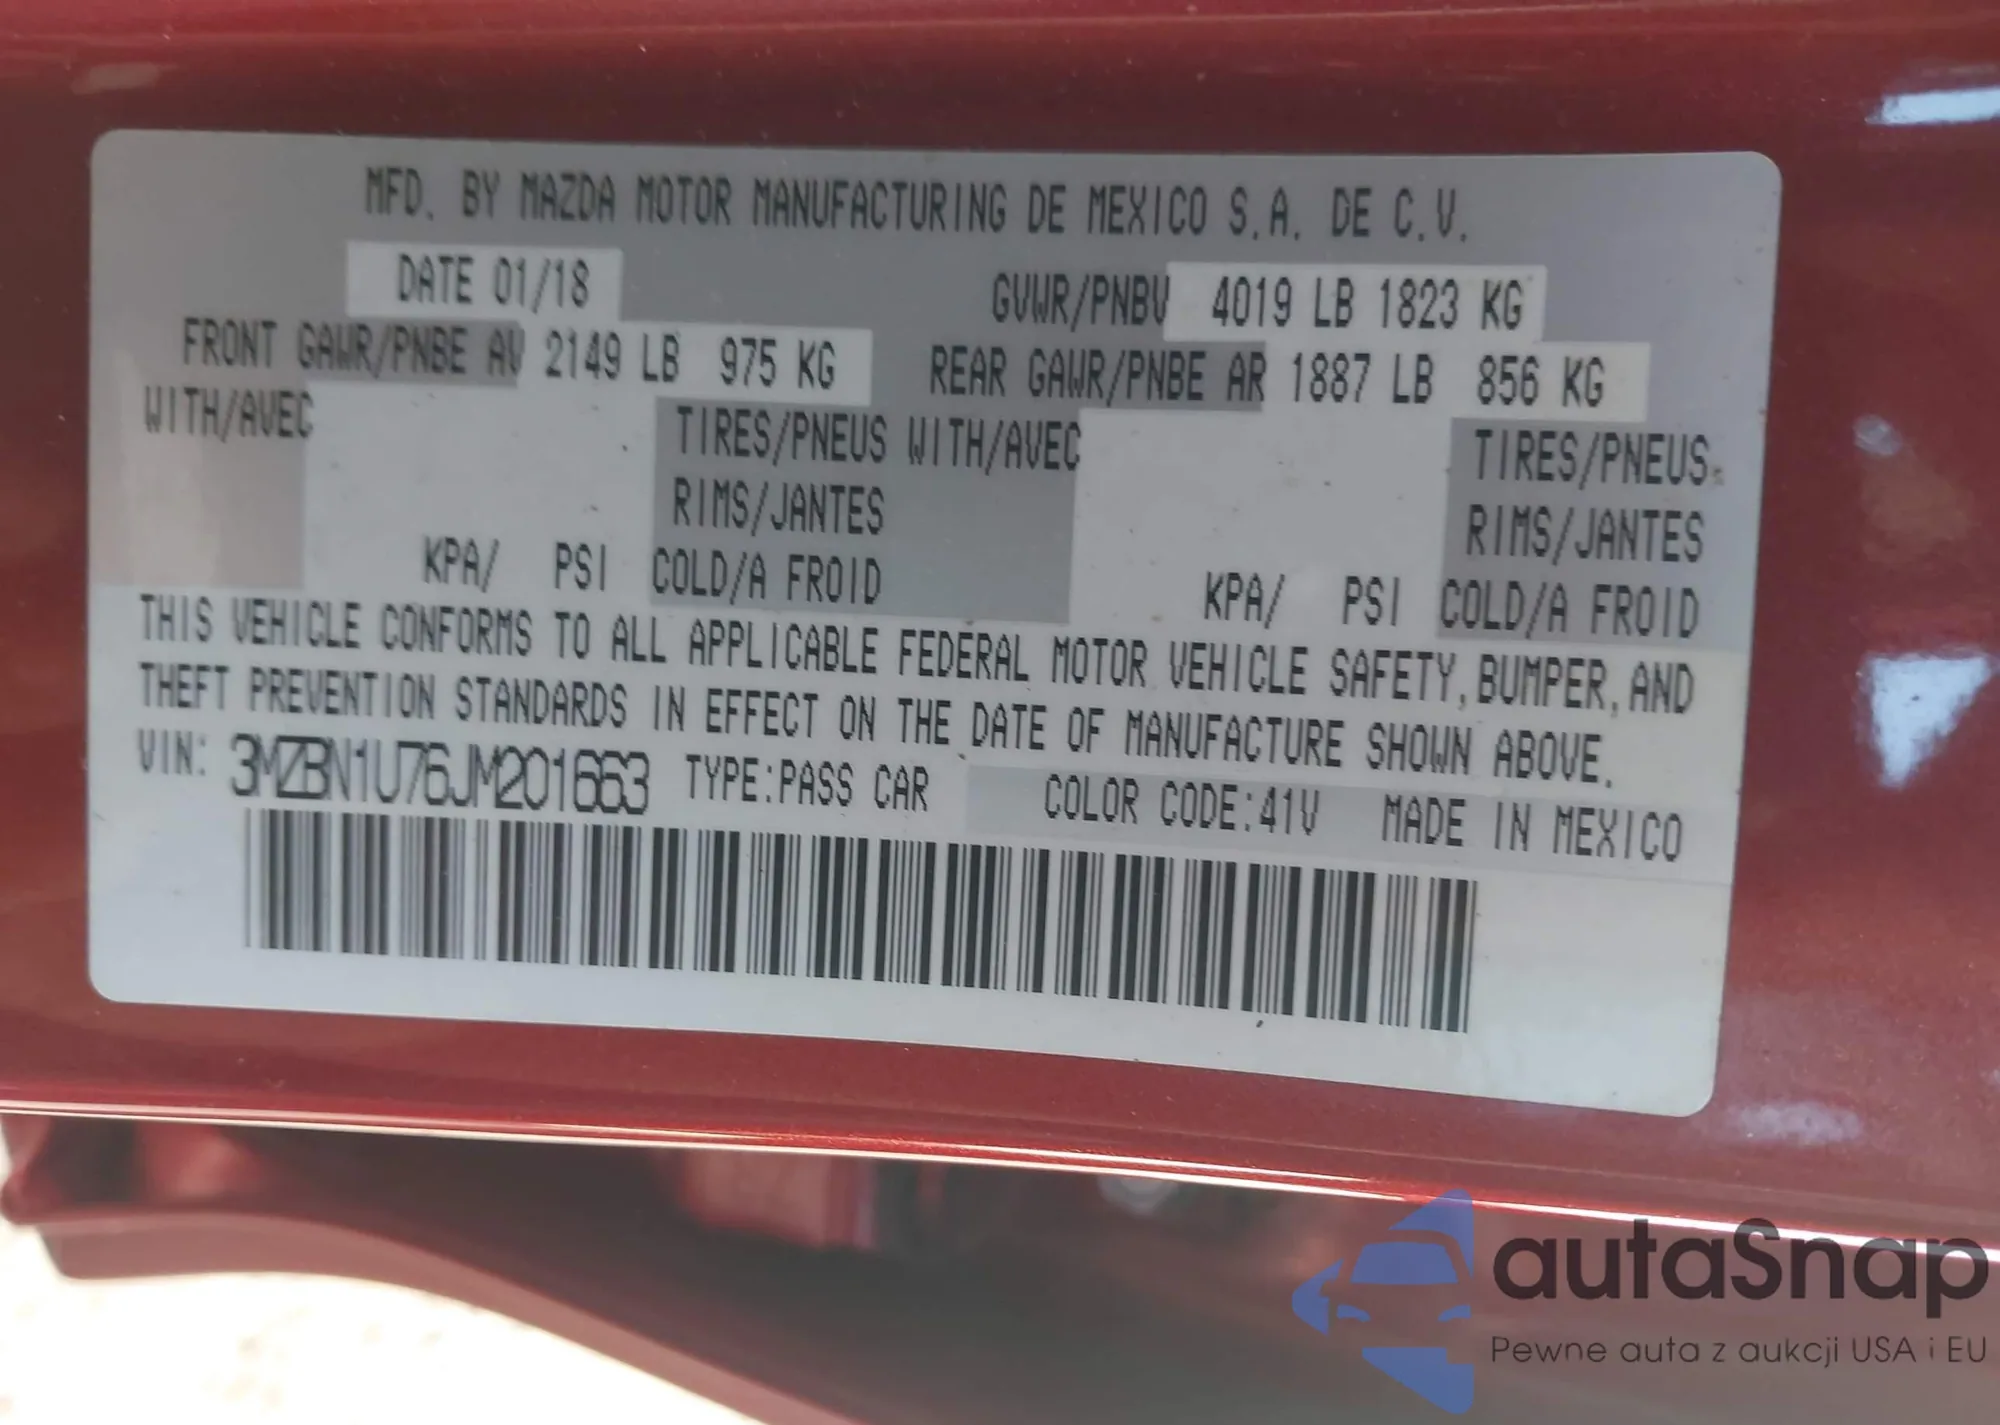 MFD. BY MAZDA MOTOR MANUFACTURING DE MEXICO S.A. DE C.V.
DATE 01/18 GVWR/PNBV 4019 LB 1823 KG
FRONT GAWR/PNBE AV 2149 LB 975 KG REAR GAWR/PNBE AR 1887 LB 856 KG
WITH/AVEC TIRES/PNEUS WITH/AVEC TIRES/PNEUS
RIMS/JANTES RIMS/JANTES
KPA/ PSI COLD/A FROID KPA/ PSI COLD/A FROID
THIS VEHICLE CONFORMS TO ALL APPLICABLE FEDERAL MOTOR VEHICLE SAFETY, BUMPER, AND
THEFT PREVENTION STANDARDS IN EFFECT ON THE DATE OF MANUFACTURE SHOWN ABOVE.
VIN: 3MZBN1U76JM201663 TYPE:PASS CAR COLOR CODE:41V MADE IN MEXICO
autaSnap
Pewne auta z aukcji USA i EU